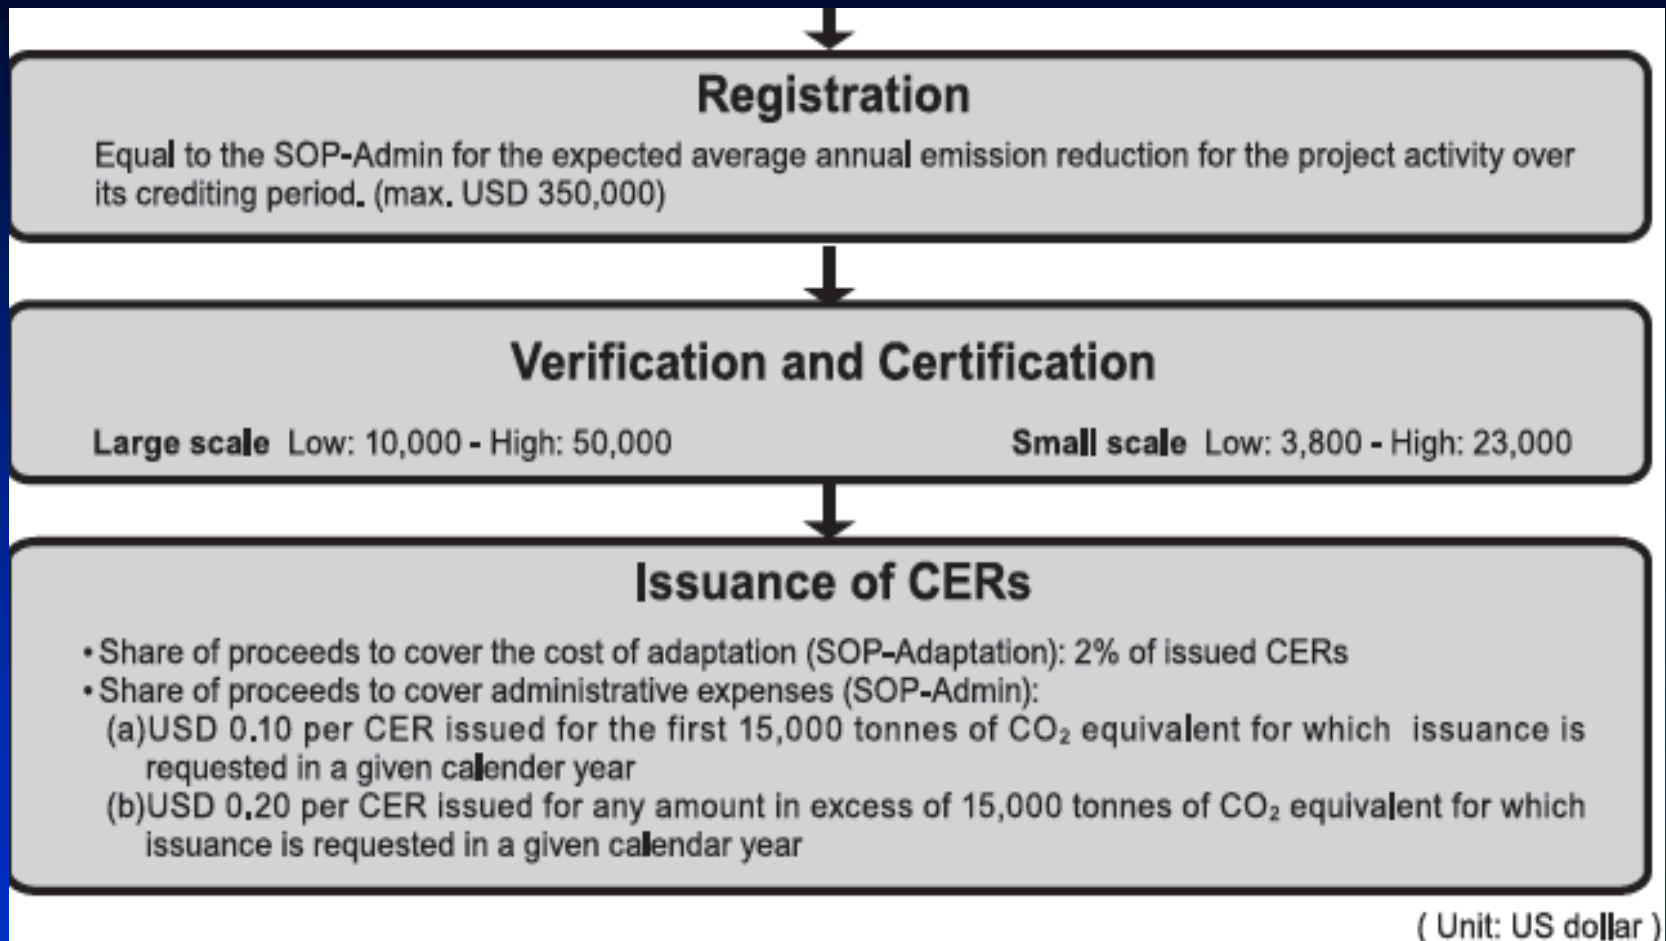 Registration
Equal to the SOP-Admin for the expected average annual emission reduction for the project activity over
its crediting period. (max. USD 350,000)
Verification and Certification
Large scale Low: 10,000 - High: 50,000 Small scale Low: 3,800 - High: 23,000
Issuance of CERs
• Share of proceeds to cover the cost of adaptation (SOP-Adaptation): 2% of issued CERs
• Share of proceeds to cover administrative expenses (SOP-Admin):
(a)USD 0.10 per CER issued for the first 15,000 tonnes of CO₂ equivalent for which issuance is
requested in a given calender year
(b)USD 0.20 per CER issued for any amount in excess of 15,000 tonnes of CO₂ equivalent for which
issuance is requested in a given calendar year
( Unit: US dollar )